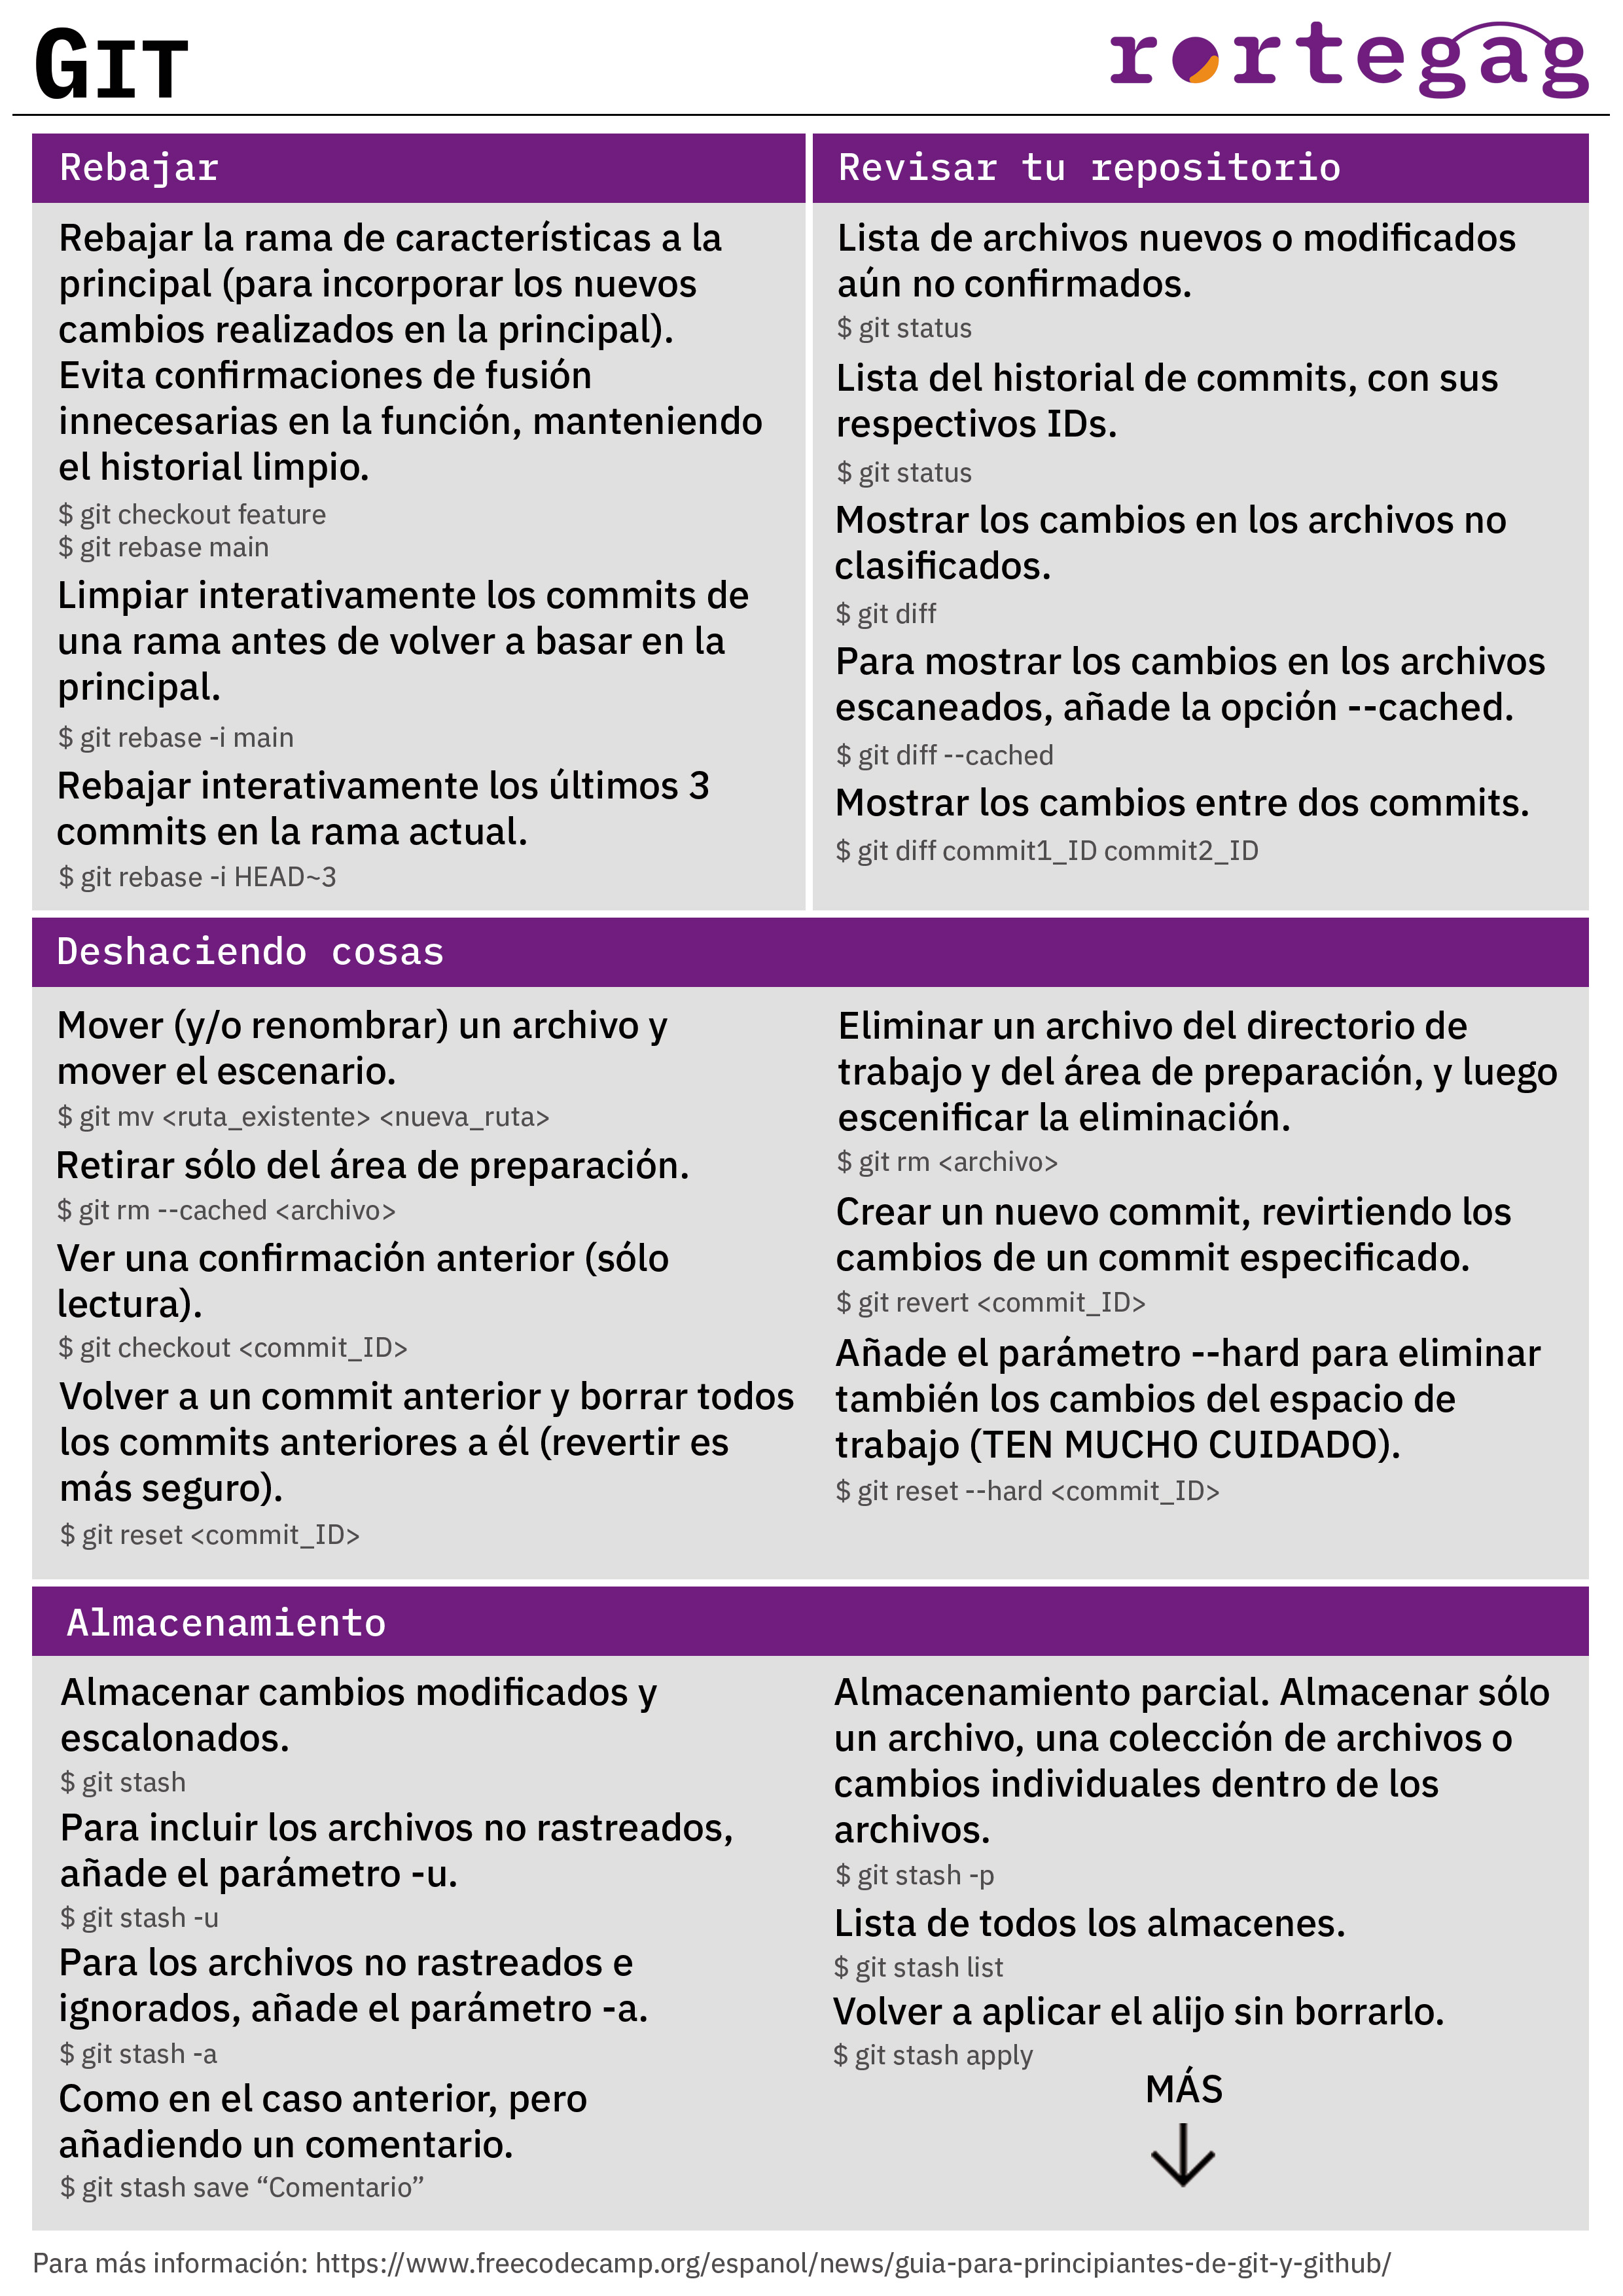 GIT
rortegag
Rebajar
Rebajar la rama de características a la
principal (para incorporar los nuevos
cambios realizados en la principal).
Evita confirmaciones de fusión
innecesarias en la función, manteniendo
el historial limpio.
$ git checkout feature
$ git rebase main
Limpiar interativamente los commits de
una rama antes de volver a basar en la
principal.
$ git rebase -i main
Rebajar interativamente los últimos 3
commits en la rama actual.
$ git rebase -i HEAD~3
Revisar tu repositorio
Lista de archivos nuevos o modificados
aún no confirmados.
$ git status
Lista del historial de commits, con sus
respectivos IDs.
$ git status
Mostrar los cambios en los archivos no
clasificados.
$ git diff
Para mostrar los cambios en los archivos
escaneados, añade la opción --cached.
$ git diff --cached
Mostrar los cambios entre dos commits.
$ git diff commit1_ID commit2_ID
Deshaciendo cosas
Mover (y/o renombrar) un archivo y
mover el escenario.
$ git mv <ruta_existente> <nueva_ruta>
Retirar sólo del área de preparación.
$ git rm --cached <archivo>
Ver una confirmación anterior (sólo
lectura).
$ git checkout <commit_ID>
Volver a un commit anterior y borrar todos
los commits anteriores a él (revertir es
más seguro).
$ git reset <commit_ID>
Eliminar un archivo del directorio de
trabajo y del área de preparación, y luego
escenificar la eliminación.
$ git rm <archivo>
Crear un nuevo commit, revirtiendo los
cambios de un commit especificado.
$ git revert <commit_ID>
Añade el parámetro --hard para eliminar
también los cambios del espacio de
trabajo (TEN MUCHO CUIDADO).
$ git reset --hard <commit_ID>
Almacenamiento
Almacenar cambios modificados y
escalonados.
$ git stash
Para incluir los archivos no rastreados,
añade el parámetro -u.
$ git stash -u
Para los archivos no rastreados e
ignorados, añade el parámetro -a.
$ git stash -a
Como en el caso anterior, pero
añadiendo un comentario.
$ git stash save “Comentario”
Almacenamiento parcial. Almacenar sólo
un archivo, una colección de archivos o
cambios individuales dentro de los
archivos.
$ git stash -p
Lista de todos los almacenes.
$ git stash list
Volver a aplicar el alijo sin borrarlo.
$ git stash apply
MÁS
Para más información: https://www.freecodecamp.org/espanol/news/guia-para-principiantes-de-git-y-github/